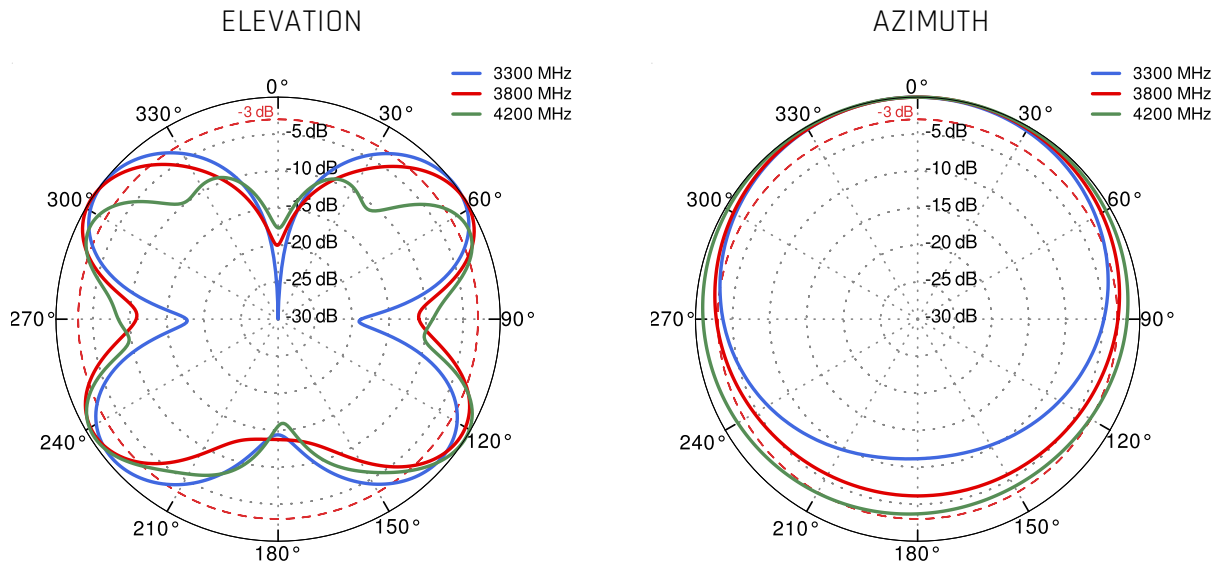 ELEVATION
3300 MHz
3800 MHz
4200 MHz
0°
-3 dB
330°
30°
-5 dB
-10 dB
300°
60°
-15 dB
-20 dB
-25 dB
270°
-30 dB
90°
240°
120°
210°
150°
180°
AZIMUTH
3300 MHz
3800 MHz
4200 MHz
0°
-3 dB
330°
30°
-5 dB
-10 dB
300°
60°
-15 dB
-20 dB
-25 dB
270°
-30 dB
90°
240°
120°
210°
150°
180°